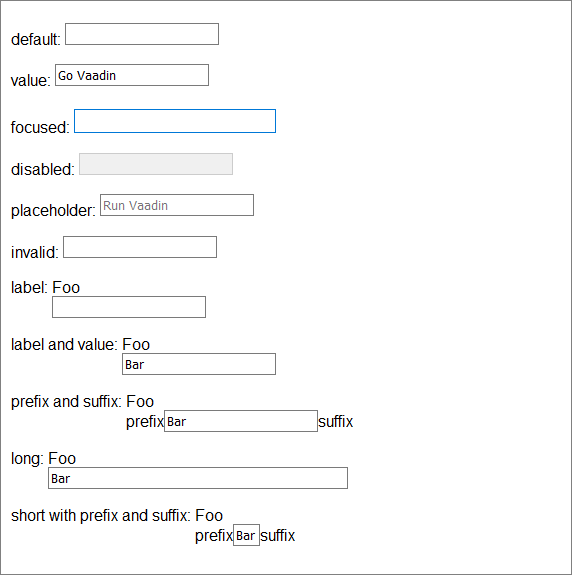 default:
value: Go Vaadin
focused:
disabled:
placeholder: Run Vaadin
invalid:
label: Foo
label and value: Foo
Bar
prefix and suffix: Foo
prefix Bar suffix
long: Foo
Bar
short with prefix and suffix: Foo
prefix Bar suffix